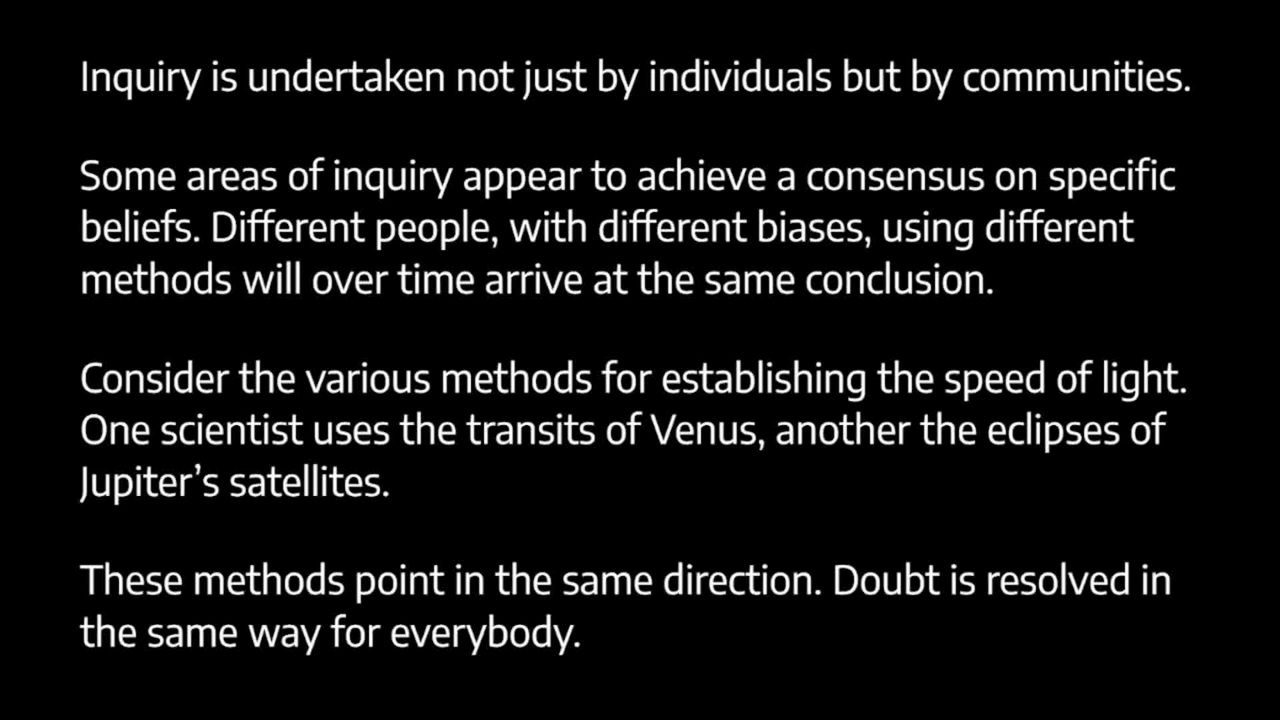 Inquiry is undertaken not just by individuals but by communities.
Some areas of inquiry appear to achieve a consensus on specific
beliefs. Different people, with different biases, using different
methods will over time arrive at the same conclusion.
Consider the various methods for establishing the speed of light.
One scientist uses the transits of Venus, another the eclipses of
Jupiter’s satellites.
These methods point in the same direction. Doubt is resolved in
the same way for everybody.